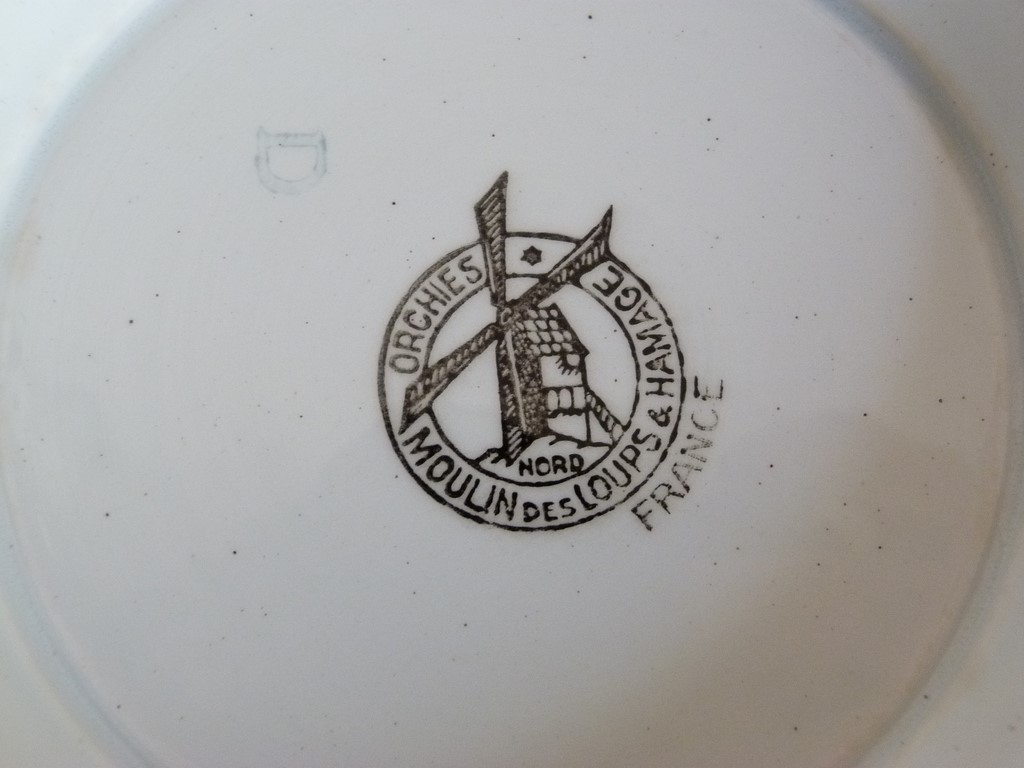 D
ORCHIES
MOULIN DES LOUPS & HAMAGE
NORD
FRANCE